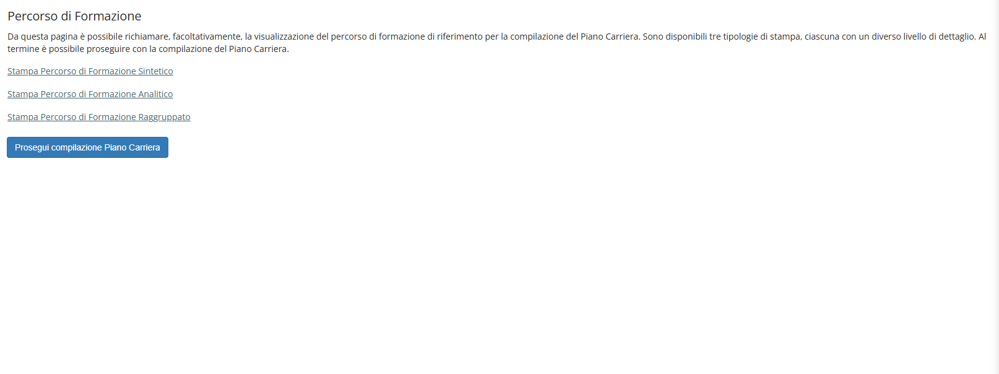 Percorso di Formazione
Da questa pagina è possibile richiamare, facoltativamente, la visualizzazione del percorso di formazione di riferimento per la compilazione del Piano Carriera. Sono disponibili tre tipologie di stampa, ciascuna con un diverso livello di dettaglio. Al
termine è possibile proseguire con la compilazione del Piano Carriera.
Stampa Percorso di Formazione Sintetico
Stampa Percorso di Formazione Analitico
Stampa Percorso di Formazione Raggruppato
Prosegui compilazione Piano Carriera